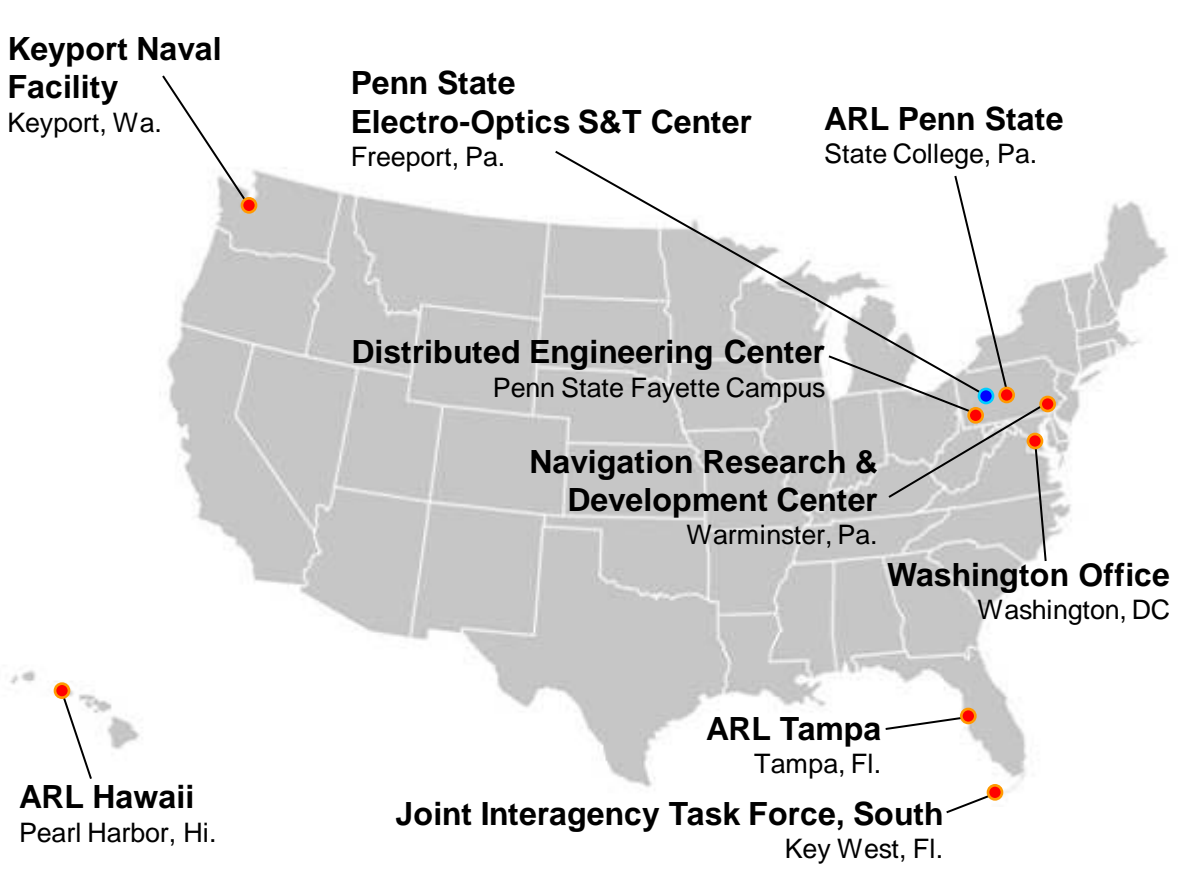 Keyport Naval
Facility
Keyport, Wa.
Penn State
Electro-Optics S&T Center
Freeport, Pa.
ARL Penn State
State College, Pa.
Distributed Engineering Center
Penn State Fayette Campus
Navigation Research &
Development Center
Warminster, Pa.
Washington Office
Washington, DC
ARL Tampa
Tampa, Fl.
ARL Hawaii
Pearl Harbor, Hi.
Joint Interagency Task Force, South
Key West, Fl.